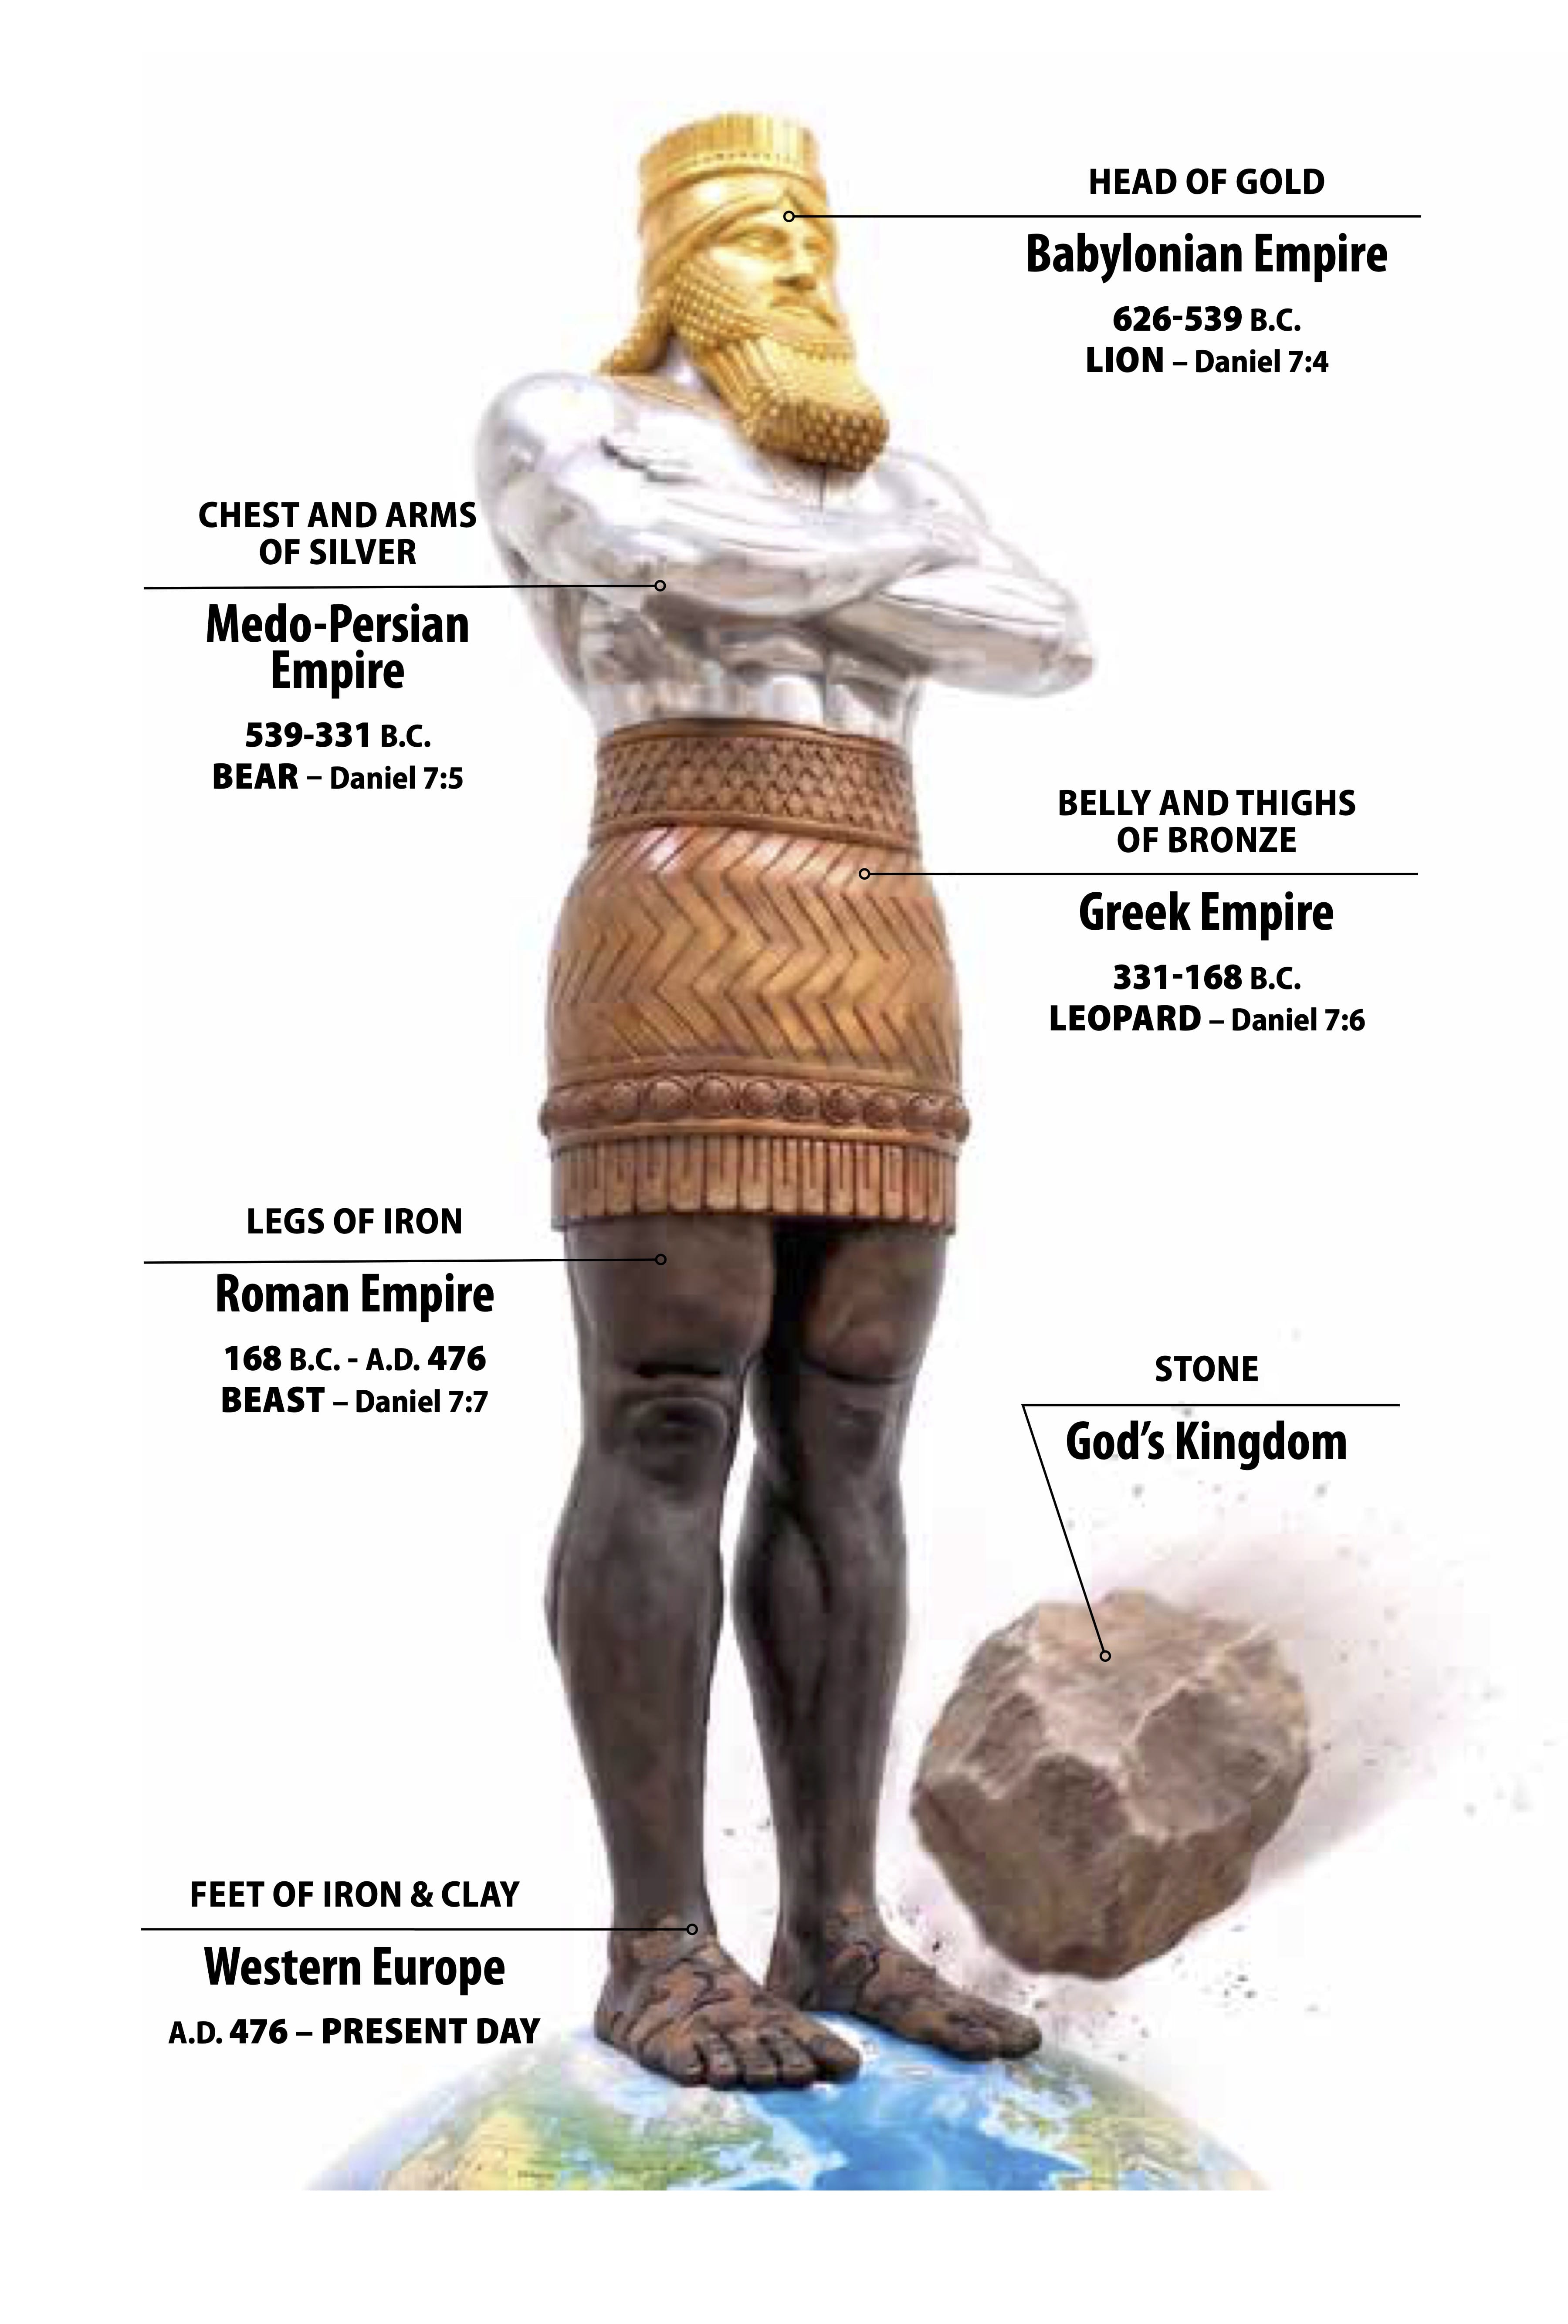 HEAD OF GOLD
Babylonian Empire
626-539 B.C.
LION – Daniel 7:4
CHEST AND ARMS
OF SILVER
Medo-Persian
Empire
539-331 B.C.
BEAR – Daniel 7:5
BELLY AND THIGHS
OF BRONZE
Greek Empire
331-168 B.C.
LEOPARD – Daniel 7:6
LEGS OF IRON
Roman Empire
168 B.C. - A.D. 476
BEAST – Daniel 7:7
STONE
God’s Kingdom
FEET OF IRON & CLAY
Western Europe
A.D. 476 – PRESENT DAY